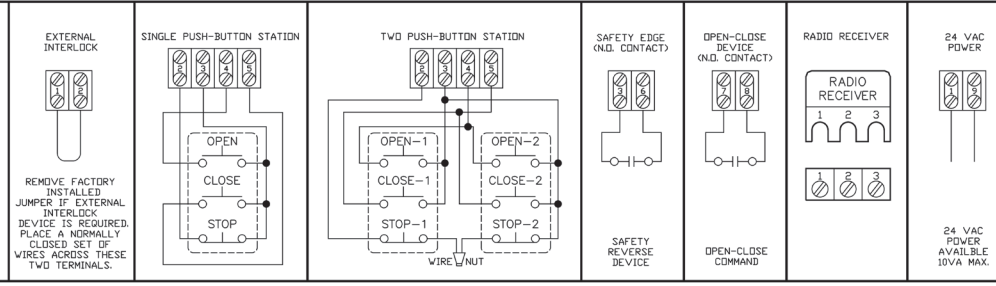 EXTERNAL
INTERLOCK
1 2
REMOVE FACTORY
INSTALLED
JUMPER IF EXTERNAL
INTERLOCK
DEVICE IS REQUIRED.
PLACE A NORMALLY
CLOSED SET OF
WIRES ACROSS THESE
TWO TERMINALS.
SINGLE PUSH-BUTTON STATION
2 3 4 5
OPEN
CLOSE
STOP
TWO PUSH-BUTTON STATION
2 3 4 5
OPEN-1 OPEN-2
CLOSE-1 CLOSE-2
STOP-1 STOP-2
WIRE NUT
SAFETY EDGE
(N.O. CONTACT)
3 6
SAFETY
REVERSE
DEVICE
OPEN-CLOSE
DEVICE
(N.O. CONTACT)
7 8
OPEN-CLOSE
COMMAND
RADIO RECEIVER
RADIO
RECEIVER
1 2 3
1 2 3
24 VAC
POWER
1 9
24 VAC
POWER
AVAILBLE
10VA MAX.